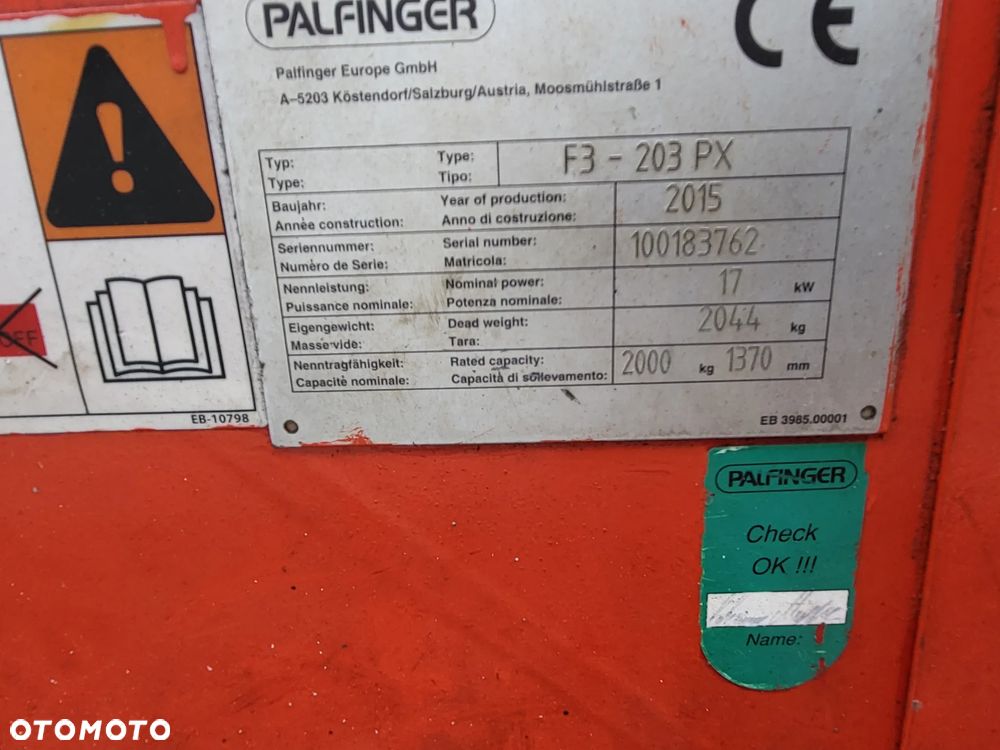 PALFINGER
CE
Palfinger Europe GmbH
A–5203 Köstendorf/Salzburg/Austria, Moosmühlstraße 1
Typ: Type: F3 - 203 PX
Type: Tipo:
Baujahr: Year of production: 2015
Année construction: Anno di costruzione:
Seriennummer: Serial number: 100183762
Numèro de Serie: Matricola:
Nennleistung: Nominal power: 17 kW
Puissance nominale: Potenza nominale:
Eigengewicht: Dead weight: 2044 kg
Masse vide: Tara:
Nenntragfähigkeit: Rated capacity: 2000 kg 1370 mm
Capacitè nominale: Capacità di sollevamento:
EB-10798
EB 3985.00001
PALFINGER
Check
OK !!!
Name:
OTOMOTO